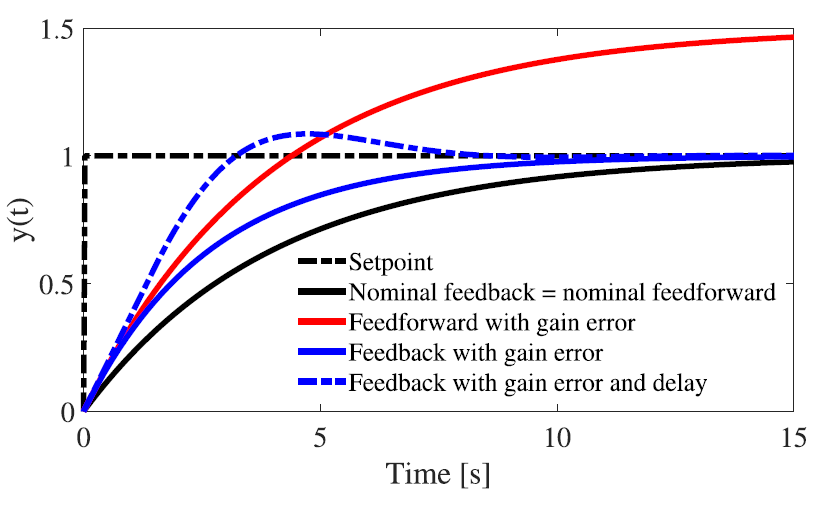 1.5
1
0.5
0
y(t)
Setpoint
Nominal feedback = nominal feedforward
Feedforward with gain error
Feedback with gain error
Feedback with gain error and delay
0 5 10 15
Time [s]